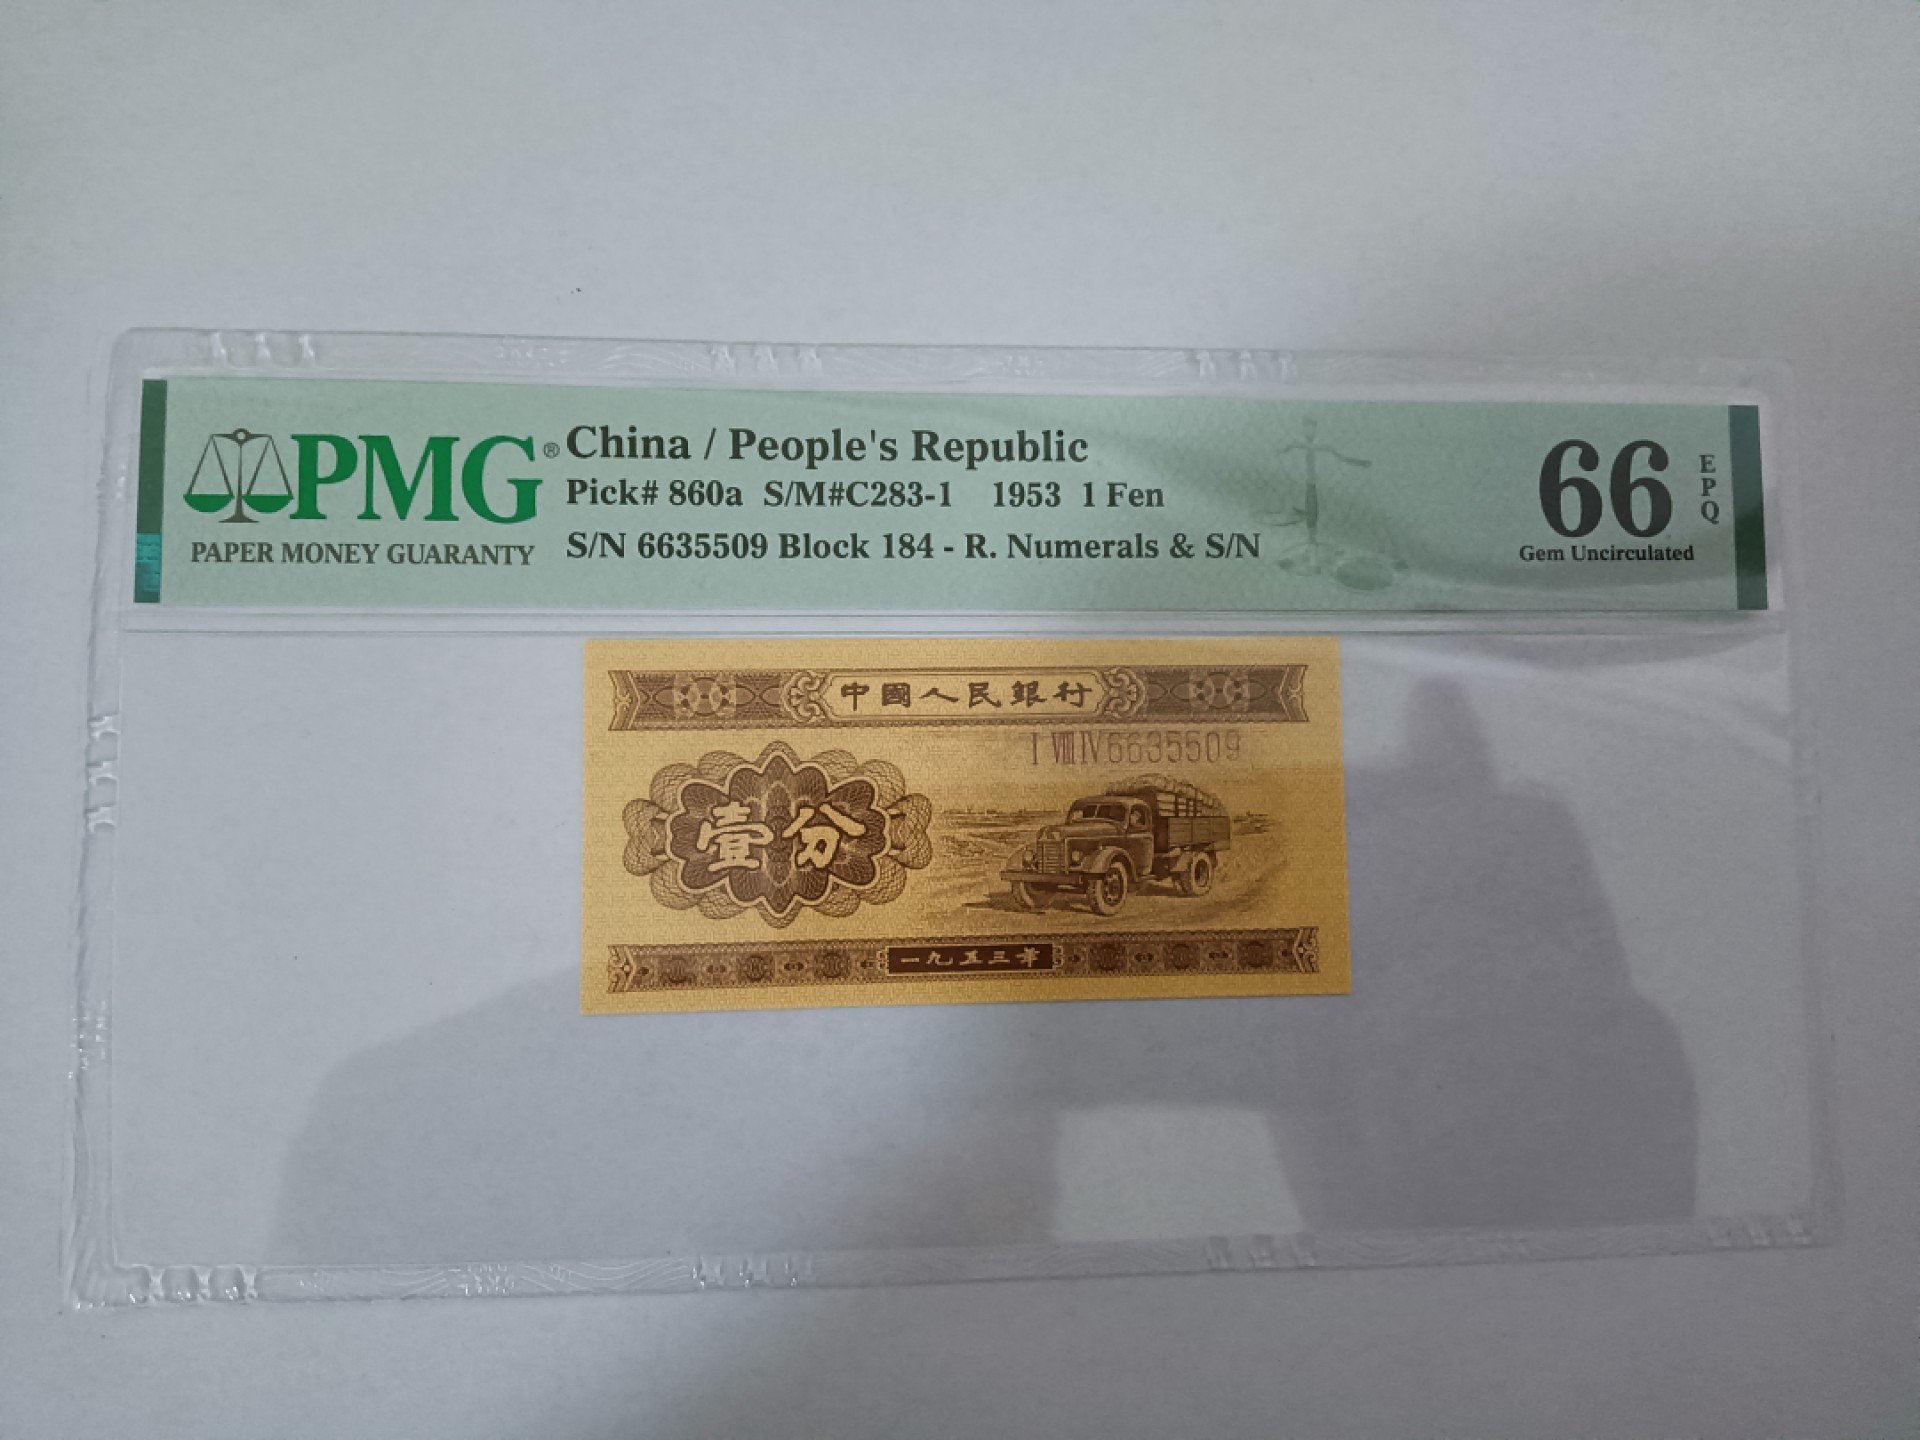 PMG®
PAPER MONEY GUARANTY
China / People's Republic
Pick# 860a S/M#C283-1 1953 1 Fen
S/N 6635509 Block 184 - R. Numerals & S/N
66
EPQ
Gem Uncirculated
中國人民銀行
I VIII IV 6635509
壹分
一九五三年